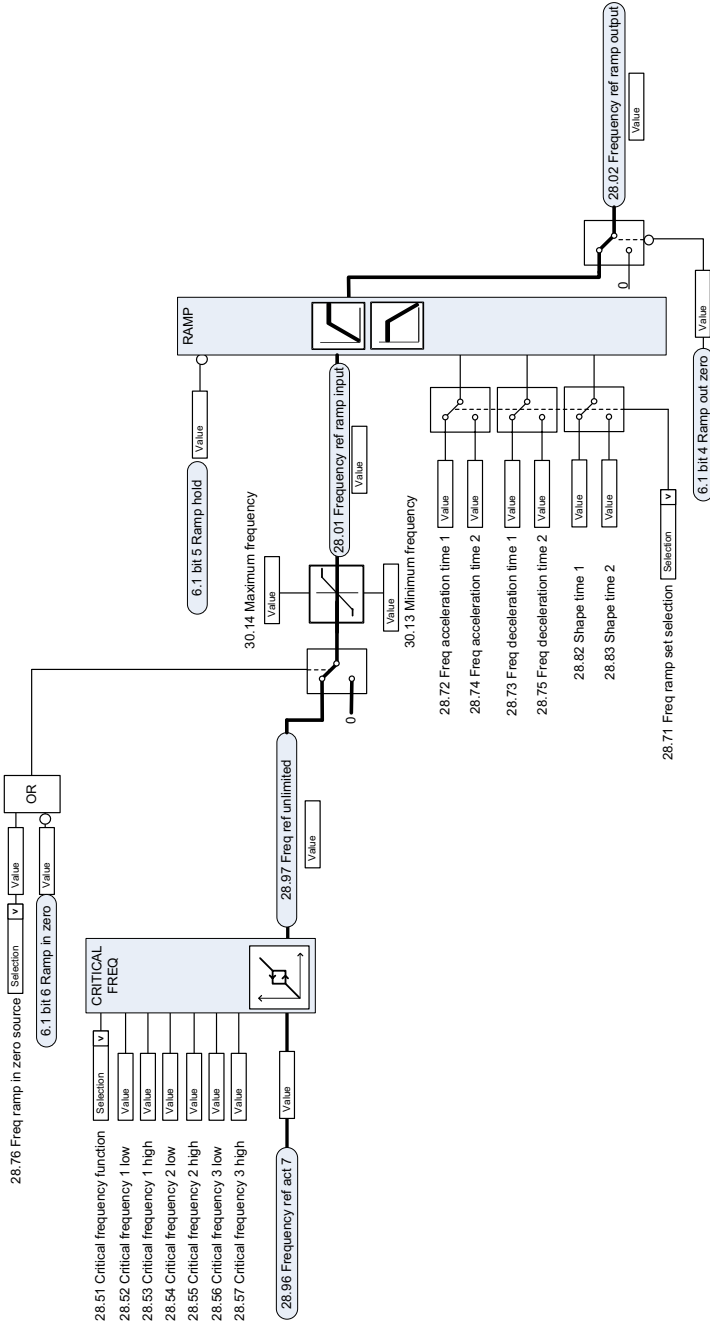 28.76 Freq ramp in zero source
Selection
v
Value
6.1 bit 6 Ramp in zero
Value
OR
28.51 Critical frequency function
Selection
v
28.52 Critical frequency 1 low
Value
28.53 Critical frequency 1 high
Value
28.54 Critical frequency 2 low
Value
28.55 Critical frequency 2 high
Value
28.56 Critical frequency 3 low
Value
28.57 Critical frequency 3 high
Value
CRITICAL
FREQ
28.96 Frequency ref act 7
Value
28.97 Freq ref unlimited
Value
0
30.14 Maximum frequency
Value
30.13 Minimum frequency
Value
6.1 bit 5 Ramp hold
Value
28.01 Frequency ref ramp input
Value
RAMP
28.72 Freq acceleration time 1
Value
28.74 Freq acceleration time 2
Value
28.73 Freq deceleration time 1
Value
28.75 Freq deceleration time 2
Value
28.82 Shape time 1
Value
28.83 Shape time 2
Value
28.71 Freq ramp set selection
Selection
v
0
28.02 Frequency ref ramp output
Value
6.1 bit 4 Ramp out zero
Value